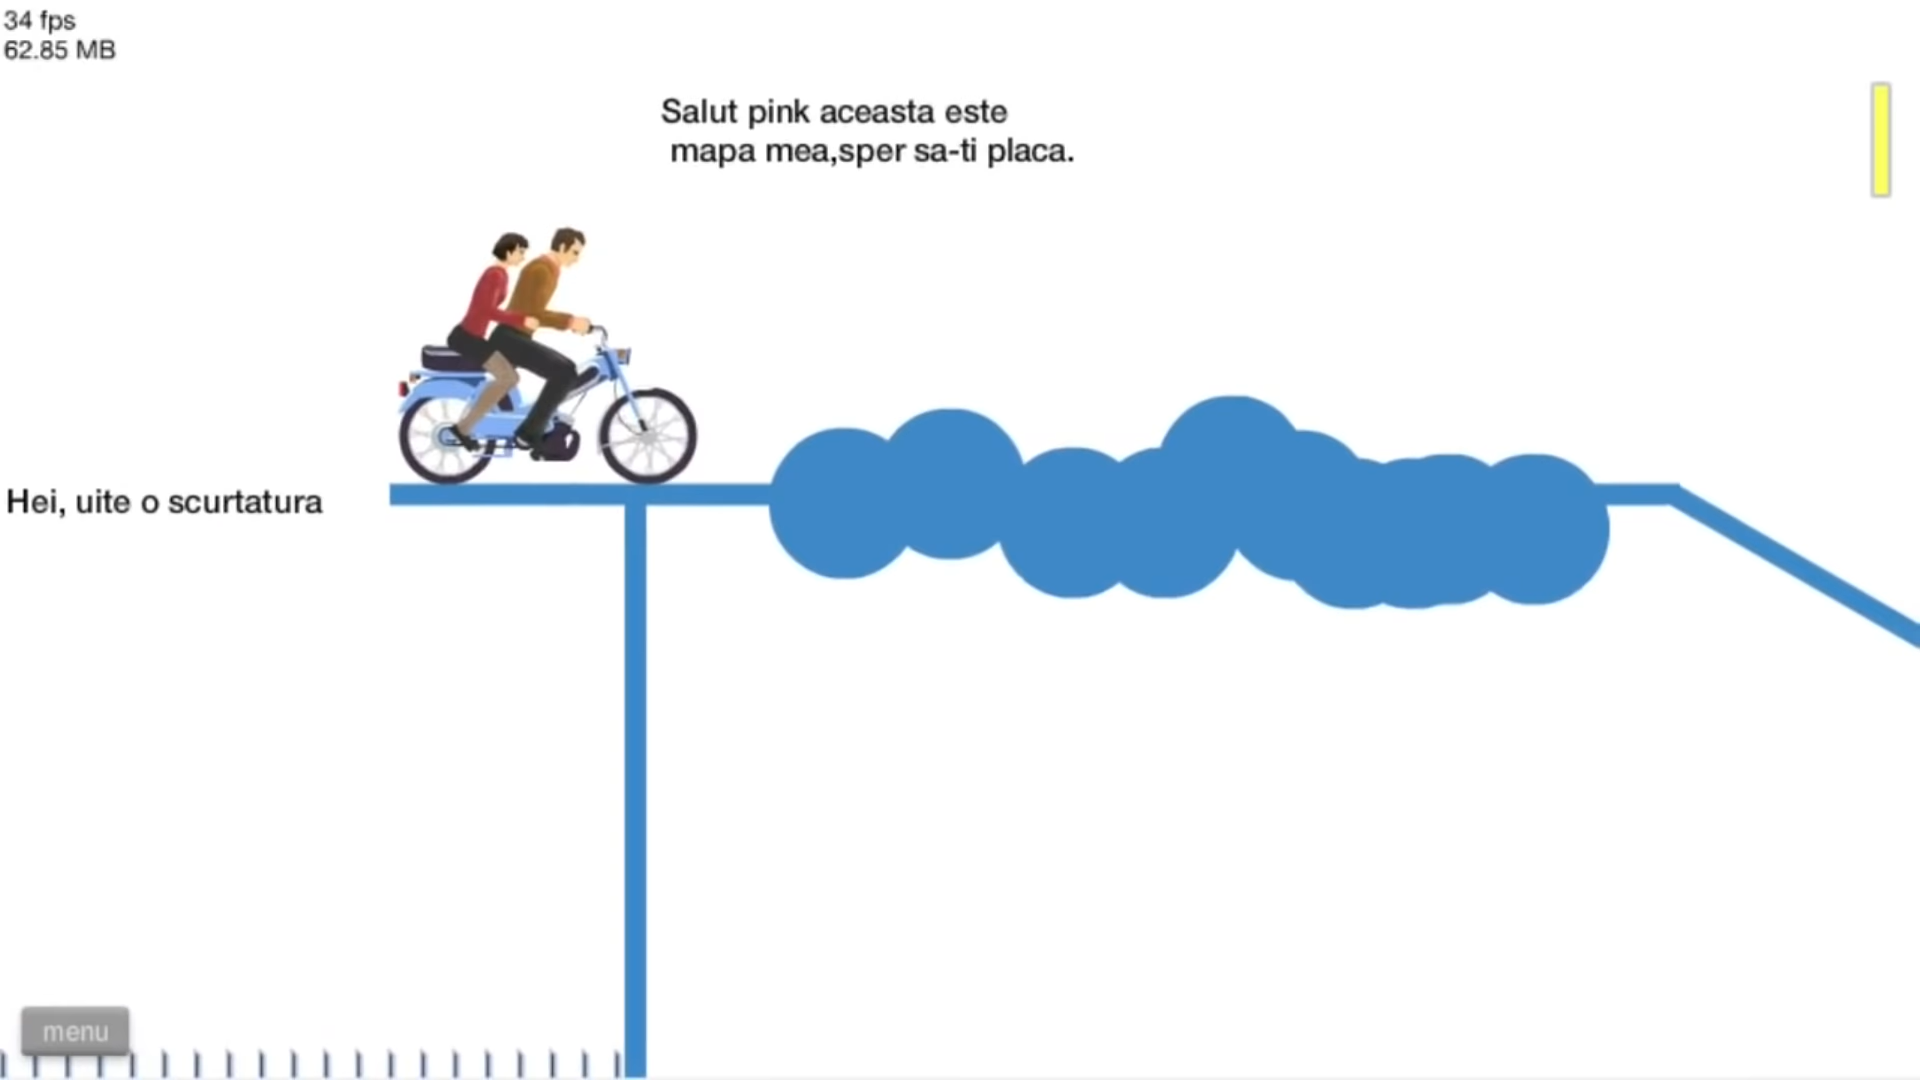 34 fps
62.85 MB
Salut pink aceasta este
mapa mea,sper sa-ti placa.
Hei, uite o scurtatura
menu